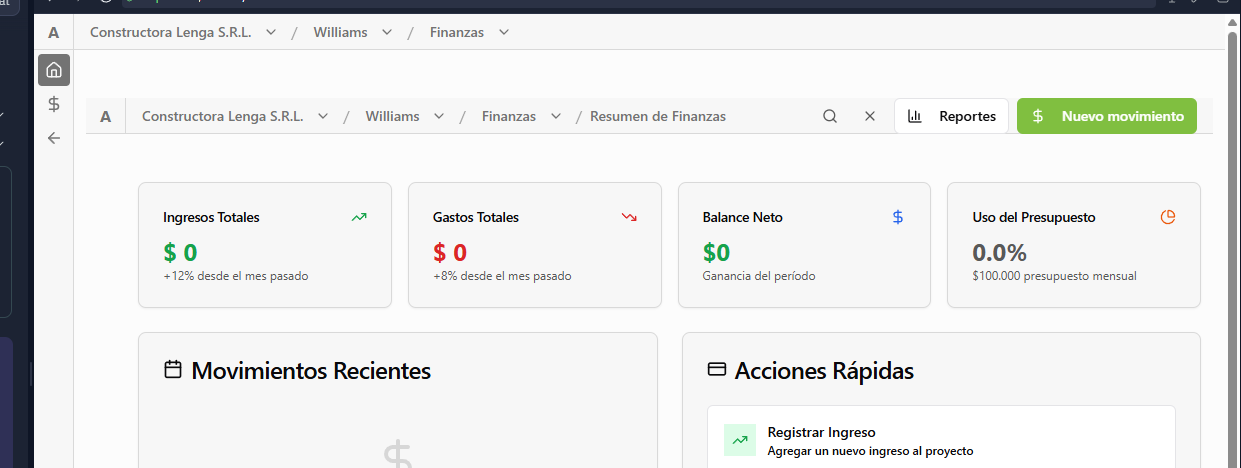 A Constructora Lenga S.R.L. / Williams / Finanzas
A Constructora Lenga S.R.L. / Williams / Finanzas / Resumen de Finanzas Reportes $ Nuevo movimiento
Ingresos Totales
$ 0
+12% desde el mes pasado
Gastos Totales
$ 0
+8% desde el mes pasado
Balance Neto
$0
Ganancia del período
Uso del Presupuesto
0.0%
$100.000 presupuesto mensual
Movimientos Recientes
Acciones Rápidas
Registrar Ingreso
Agregar un nuevo ingreso al proyecto